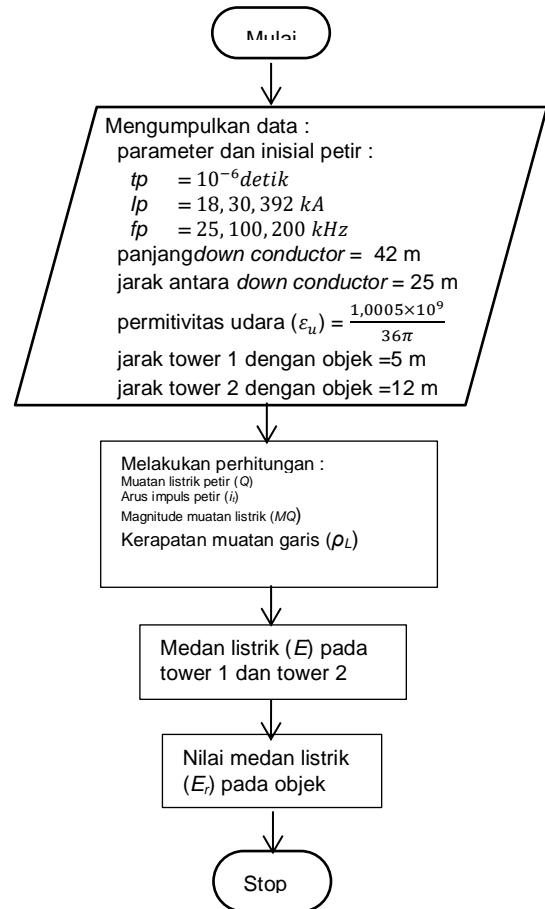 Mulai
Mengumpulkan data :
parameter dan inisial petir :
tp = 10⁻⁶detik
Ip = 18, 30, 392 kA
fp = 25, 100, 200 kHz
panjangdown conductor = 42 m
jarak antara down conductor = 25 m
permitivitas udara (εᵤ) = 1,0005×10⁹/36π
jarak tower 1 dengan objek =5 m
jarak tower 2 dengan objek =12 m
Melakukan perhitungan :
Muatan listrik petir (Q)
Arus impuls petir (iₜ)
Magnitude muatan listrik (MQ)
Kerapatan muatan garis (ρL)
Medan listrik (E) pada
tower 1 dan tower 2
Nilai medan listrik
(Eᵣ) pada objek
Stop